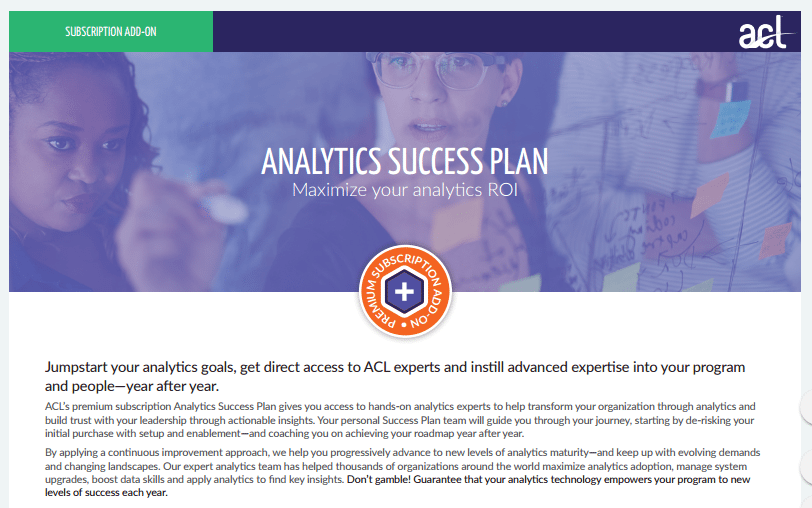 SUBSCRIPTION ADD-ON
acl
ANALYTICS SUCCESS PLAN
Maximize your analytics ROI
PREMIUM SUBSCRIPTION ADD-ON •
Jumpstart your analytics goals, get direct access to ACL experts and instill advanced expertise into your program
and people—year after year.
ACL’s premium subscription Analytics Success Plan gives you access to hands-on analytics experts to help transform your organization through analytics and
build trust with your leadership through actionable insights. Your personal Success Plan team will guide you through your journey, starting by de-risking your
initial purchase with setup and enablement—and coaching you on achieving your roadmap year after year.
By applying a continuous improvement approach, we help you progressively advance to new levels of analytics maturity—and keep up with evolving demands
and changing landscapes. Our expert analytics team has helped thousands of organizations around the world maximize analytics adoption, manage system
upgrades, boost data skills and apply analytics to find key insights. Don’t gamble! Guarantee that your analytics technology empowers your program to new
levels of success each year.